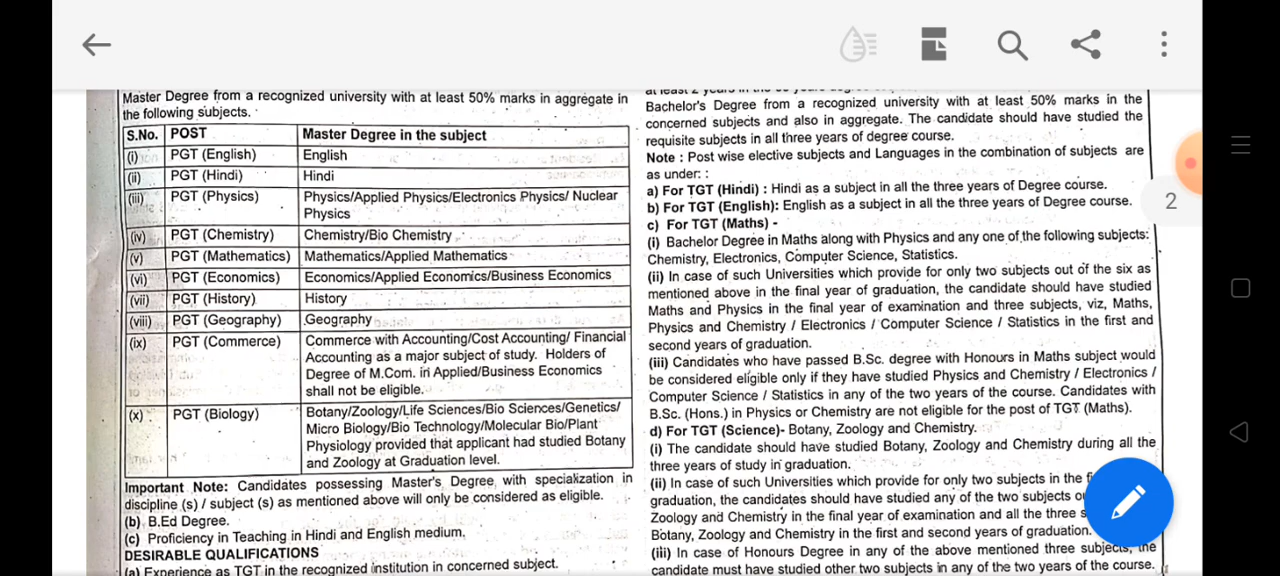 Master Degree from a recognized university with at least 50% marks in aggregate in
the following subjects.
S.No. POST Master Degree in the subject
(i) PGT (English) English
(ii) PGT (Hindi) Hindi
(iii) PGT (Physics) Physics/Applied Physics/Electronics Physics/ Nuclear
Physics
(iv) PGT (Chemistry) Chemistry/Bio Chemistry
(v) PGT (Mathematics) Mathematics/Applied Mathematics
(vi) PGT (Economics) Economics/Applied Economics/Business Economics
(vii) PGT (History) History
(viii) PGT (Geography) Geography
(ix) PGT (Commerce) Commerce with Accounting/Cost Accounting/ Financial
Accounting as a major subject of study. Holders of
Degree of M.Com. in Applied/Business Economics
shall not be eligible.
(x) PGT (Biology) Botany/Zoology/Life Sciences/Bio Sciences/Genetics/
Micro Biology/Bio Technology/Molecular Bio/Plant
Physiology provided that applicant had studied Botany
and Zoology at Graduation level.
Important Note: Candidates possessing Master's Degree, with specialization in
discipline (s) / subject (s) as mentioned above will only be considered as eligible.
(b) B.Ed Degree.
(c) Proficiency in Teaching in Hindi and English medium.
DESIRABLE QUALIFICATIONS
(a) Experience as TGT in the recognized institution in concerned subject.
at least 2 years in the
Bachelor's Degree from a recognized university with at least 50% marks in the
concerned subjects and also in aggregate. The candidate should have studied the
requisite subjects in all three years of degree course.
Note : Post wise elective subjects and Languages in the combination of subjects are
as under: :
a) For TGT (Hindi) : Hindi as a subject in all the three years of Degree course.
b) For TGT (English): English as a subject in all the three years of Degree course.
c) For TGT (Maths) -
(i) Bachelor Degree in Maths along with Physics and any one of the following subjects:
Chemistry, Electronics, Computer Science, Statistics.
(ii) In case of such Universities which provide for only two subjects out of the six as
mentioned above in the final year of graduation, the candidate should have studied
Maths and Physics in the final year of examination and three subjects, viz, Maths,
Physics and Chemistry / Electronics / Computer Science / Statistics in the first and
second years of graduation.
(iii) Candidates who have passed B.Sc. degree with Honours in Maths subject would
be considered eligible only if they have studied Physics and Chemistry / Electronics /
Computer Science / Statistics in any of the two years of the course. Candidates with
B.Sc. (Hons.) in Physics or Chemistry are not eligible for the post of TGT (Maths).
d) For TGT (Science)- Botany, Zoology and Chemistry.
(i) The candidate should have studied Botany, Zoology and Chemistry during all the
three years of study in graduation.
(ii) In case of such Universities which provide for only two subjects in the
graduation, the candidates should have studied any of the two subjects
Zoology and Chemistry in the final year of examination and all the three
Botany, Zoology and Chemistry in the first and second years of graduation.
(iii) In case of Honours Degree in any of the above mentioned three subjects, the
candidate must have studied other two subjects in any of the two years of the course.
2